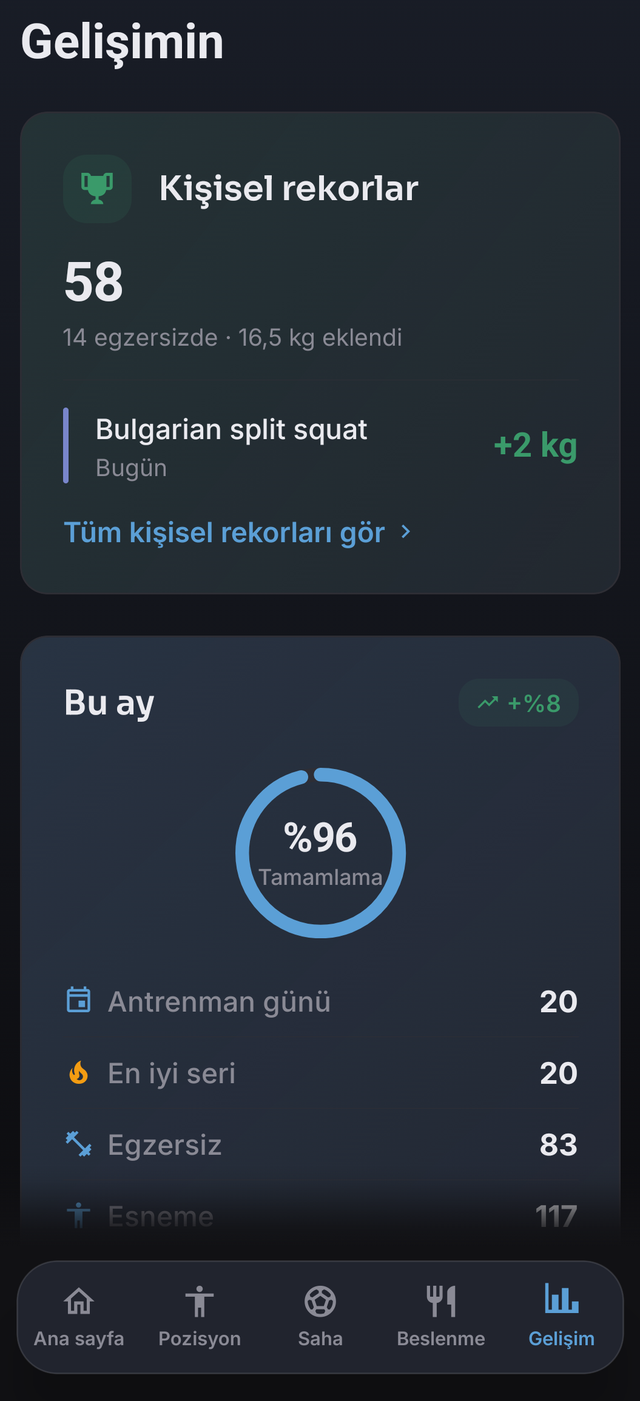 Gelişimin
Kişisel rekorlar
58
14 egzersizde · 16,5 kg eklendi
Bulgarian split squat
+2 kg
Bugün
Tüm kişisel rekorları gör
Bu ay
+%8
%96
Tamamlama
Antrenman günü 20
En iyi seri 20
Egzersiz 83
Esneme 117
Ana sayfa Pozisyon Saha Beslenme Gelişim